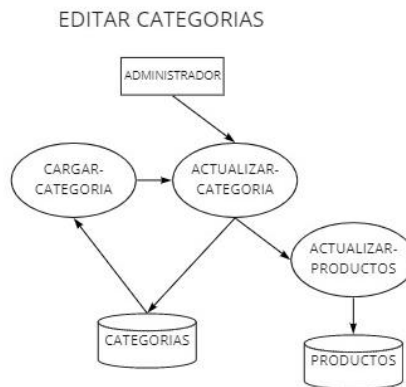 EDITAR CATEGORIAS
ADMINISTRADOR
CARGAR-
CATEGORIA
ACTUALIZAR-
CATEGORIA
ACTUALIZAR-
PRODUCTOS
CATEGORIAS
PRODUCTOS